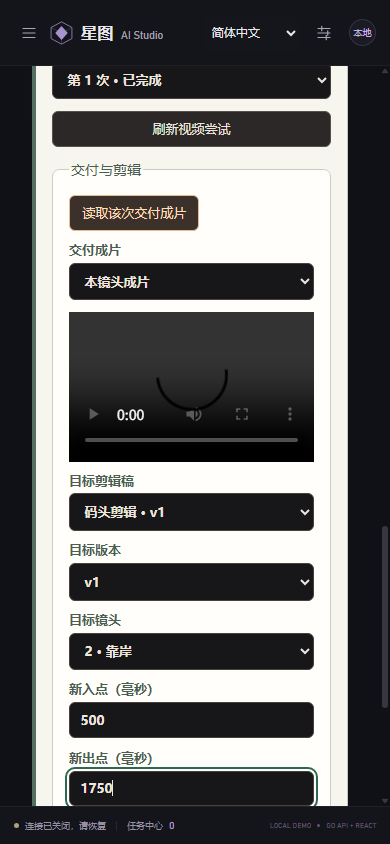 星图 AI Studio 简体中文 本地
第 1 次 • 已完成
刷新视频尝试
交付与剪辑
读取该次交付成片
交付成片
本镜头成片
0:00
目标剪辑稿
码头剪辑 • v1
目标版本
v1
目标镜头
2 • 靠岸
新入点（毫秒）
500
新出点（毫秒）
1750
连接已关闭，请恢复 任务中心 0 LOCAL DEMO • GO API + REACT